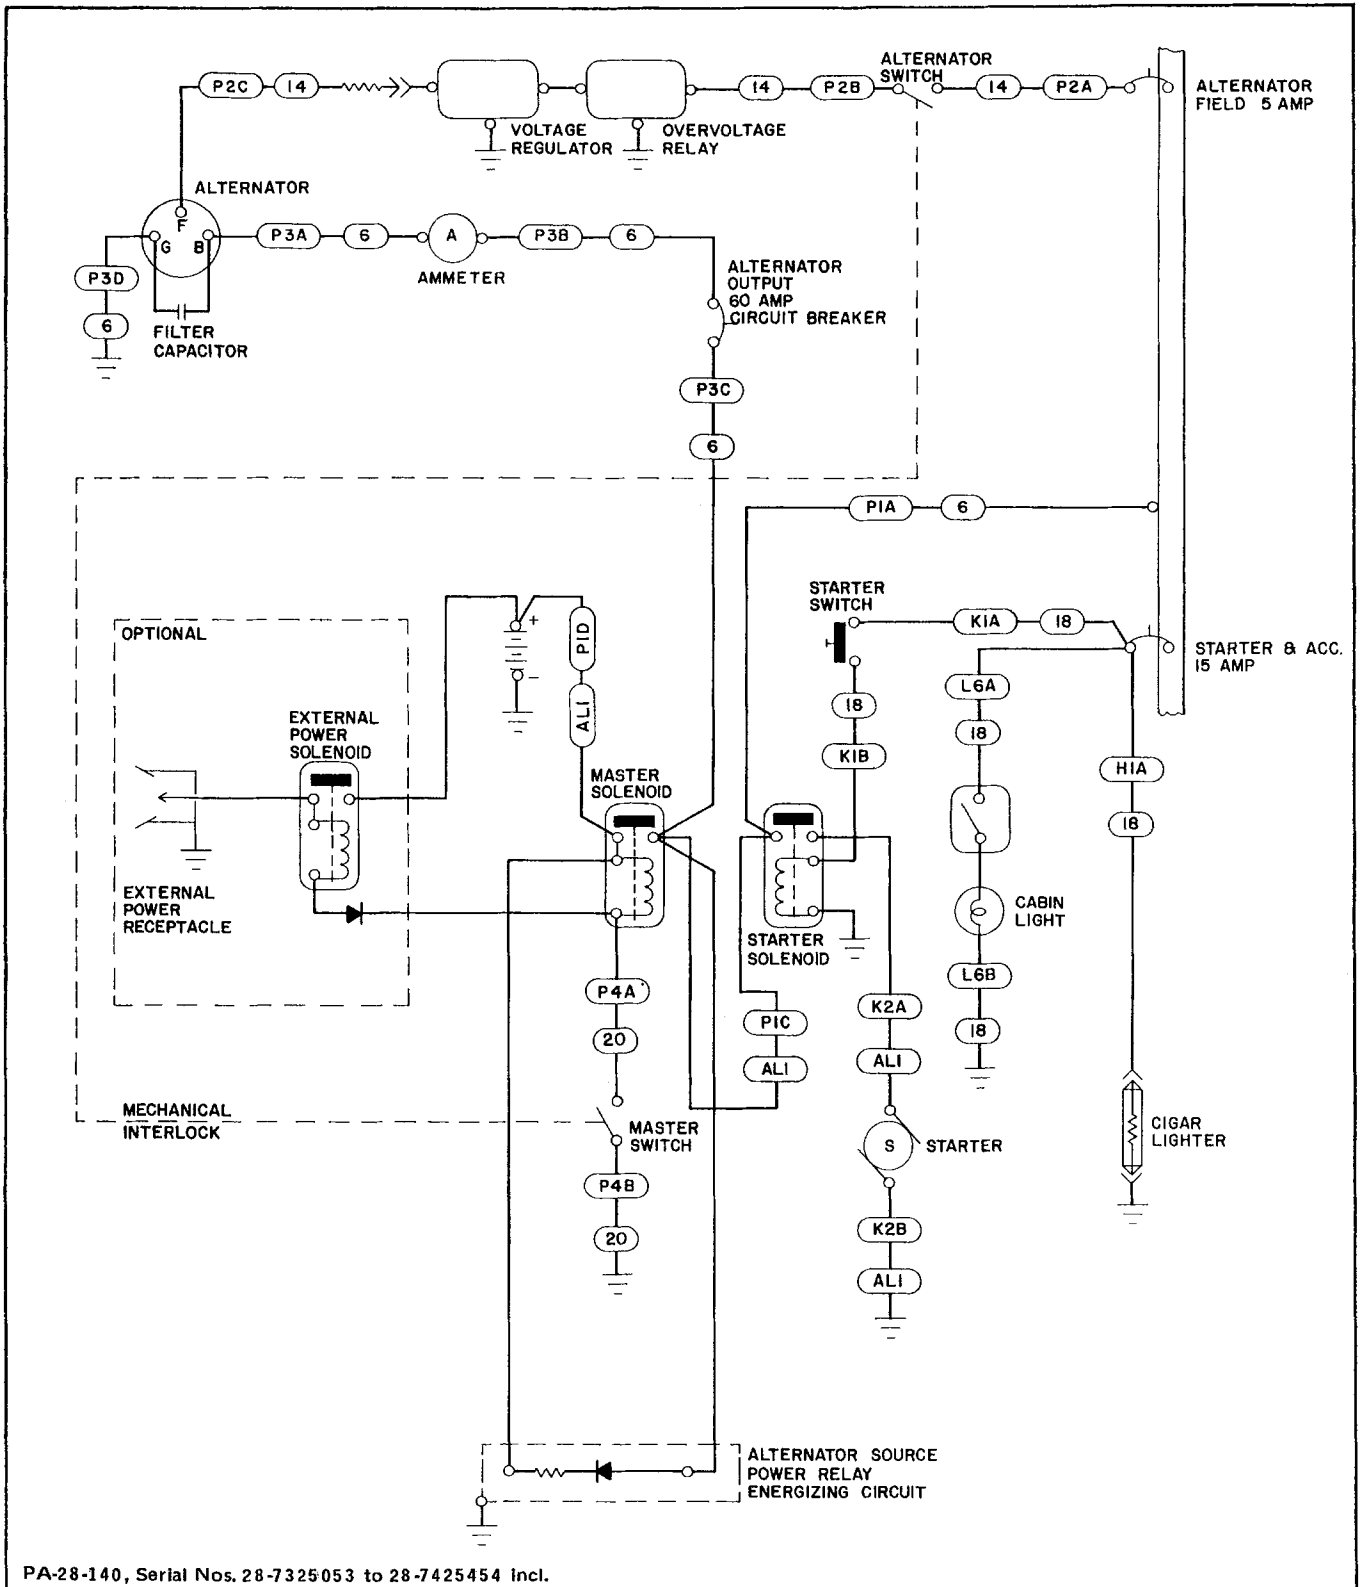 ALTERNATOR
SWITCH
P2C
14
14
P2B
14
P2A
ALTERNATOR
FIELD 5 AMP
VOLTAGE
REGULATOR
OVERVOLTAGE
RELAY
ALTERNATOR
F
G
B
P3A
6
A
P3B
6
AMMETER
P3D
6
FILTER
CAPACITOR
ALTERNATOR
OUTPUT
60 AMP
CIRCUIT BREAKER
P3C
6
P1A
6
STARTER
SWITCH
K1A
18
STARTER & ACC.
15 AMP
OPTIONAL
+
-
P1D
AL1
L6A
18
18
K1B
EXTERNAL
POWER
SOLENOID
MASTER
SOLENOID
H1A
18
EXTERNAL
POWER
RECEPTACLE
STARTER
SOLENOID
CABIN
LIGHT
L6B
18
P4A
20
P1C
AL1
K2A
AL1
MECHANICAL
INTERLOCK
MASTER
SWITCH
S
STARTER
CIGAR
LIGHTER
P4B
20
K2B
AL1
ALTERNATOR SOURCE
POWER RELAY
ENERGIZING CIRCUIT
PA-28-140, Serial Nos. 28-7325053 to 28-7425454 incl.